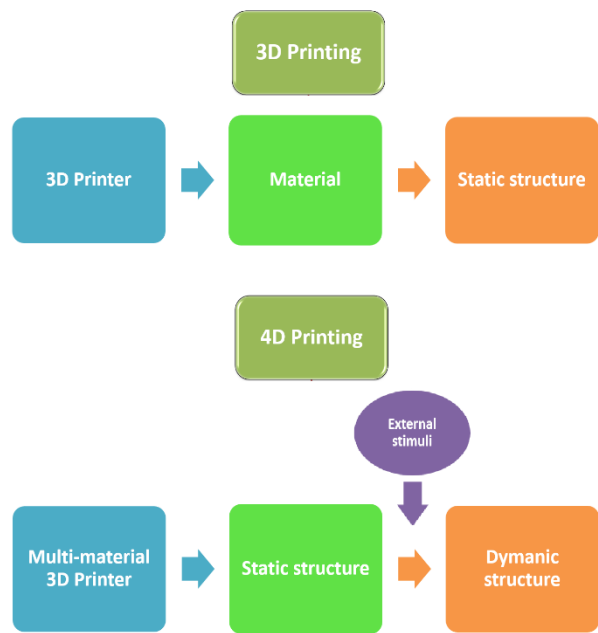 3D Printing
3D Printer
Material
Static structure
4D Printing
External
stimuli
Multi-material
3D Printer
Static structure
Dymanic
structure